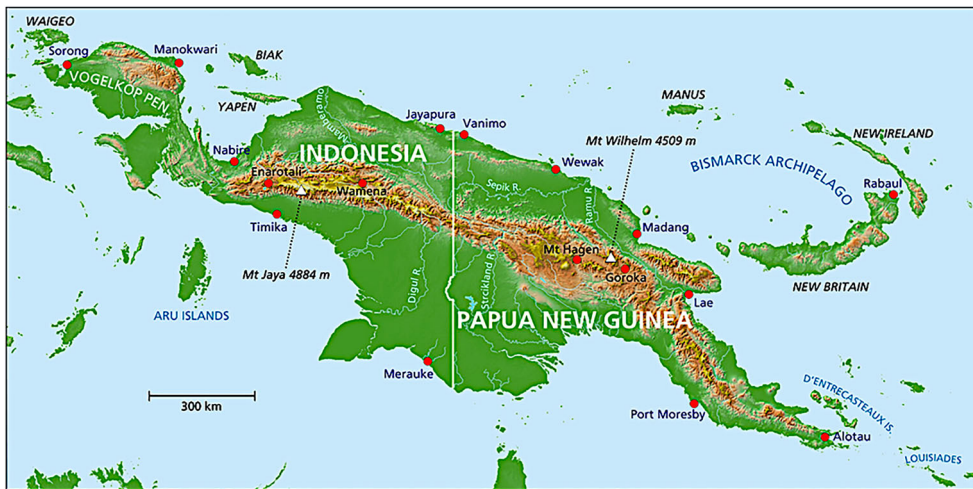 WAIGEO
Sorong
Manokwari
BIAK
VOGELKOP PEN
YAPEN
MANUS
Mamberamo
Jayapura
Vanimo
Mt Wilhelm 4509 m
NEW IRELAND
BISMARCK ARCHIPELAGO
Nabire
INDONESIA
Wewak
Enarotali
Wamena
Sepik R.
Ramu R.
Rabaul
Timika
Madang
Mt Hagen
Goroka
Mt Jaya 4884 m
Digul R.
Strcikland R.
NEW BRITAIN
Lae
ARU ISLANDS
PAPUA NEW GUINEA
Merauke
300 km
Port Moresby
D'ENTRECASTEAUX IS.
Alotau
LOUISIADES